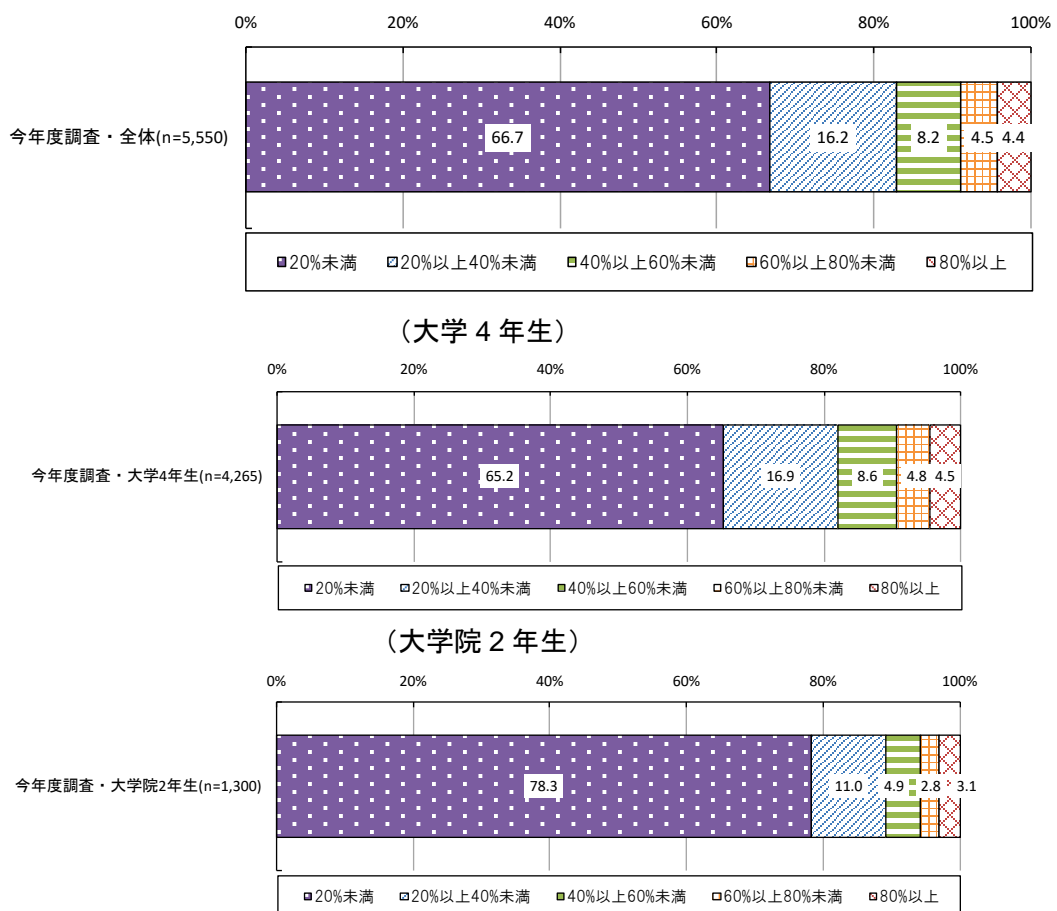 0% 20% 40% 60% 80% 100%
今年度調査・全体(n=5,550) 66.7 16.2 8.2 4.5 4.4
20%未満 20%以上40%未満 40%以上60%未満 60%以上80%未満 80%以上
（大学 4 年生）
0% 20% 40% 60% 80% 100%
今年度調査・大学4年生(n=4,265) 65.2 16.9 8.6 4.8 4.5
20%未満 20%以上40%未満 40%以上60%未満 60%以上80%未満 80%以上
（大学院 2 年生）
0% 20% 40% 60% 80% 100%
今年度調査・大学院2年生(n=1,300) 78.3 11.0 4.9 2.8 3.1
20%未満 20%以上40%未満 40%以上60%未満 60%以上80%未満 80%以上